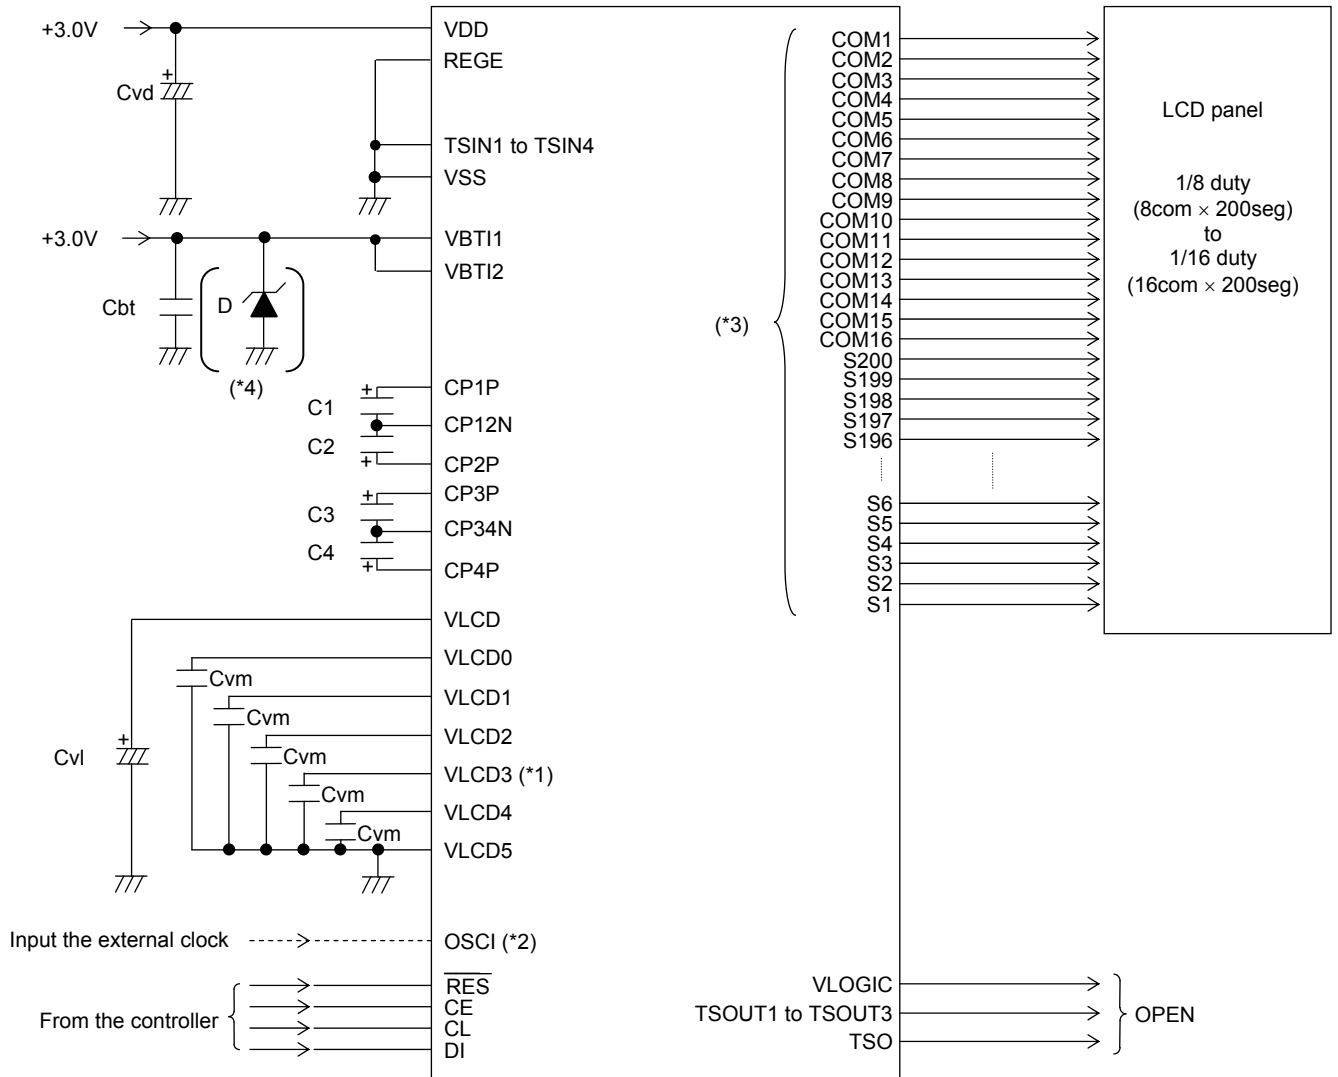 +3.0V
VDD
REGE
+
Cvd
TSIN1 to TSIN4
VSS
+3.0V
VBTI1
VBTI2
Cbt
D
(*4)
CP1P
+
C1
CP12N
C2
+
CP2P
CP3P
+
C3
CP34N
C4
+
CP4P
VLCD
VLCD0
Cvm
VLCD1
Cvm
VLCD2
+
Cvl
Cvm
VLCD3 (*1)
Cvm
VLCD4
Cvm
VLCD5
Input the external clock
OSCI (*2)
From the controller
RES
CE
CL
DI
(*3)
COM1
COM2
COM3
COM4
COM5
COM6
COM7
COM8
COM9
COM10
COM11
COM12
COM13
COM14
COM15
COM16
S200
S199
S198
S197
S196
S6
S5
S4
S3
S2
S1
LCD panel
1/8 duty
(8com × 200seg)
to
1/16 duty
(16com × 200seg)
VLOGIC
TSOUT1 to TSOUT3
TSO
OPEN